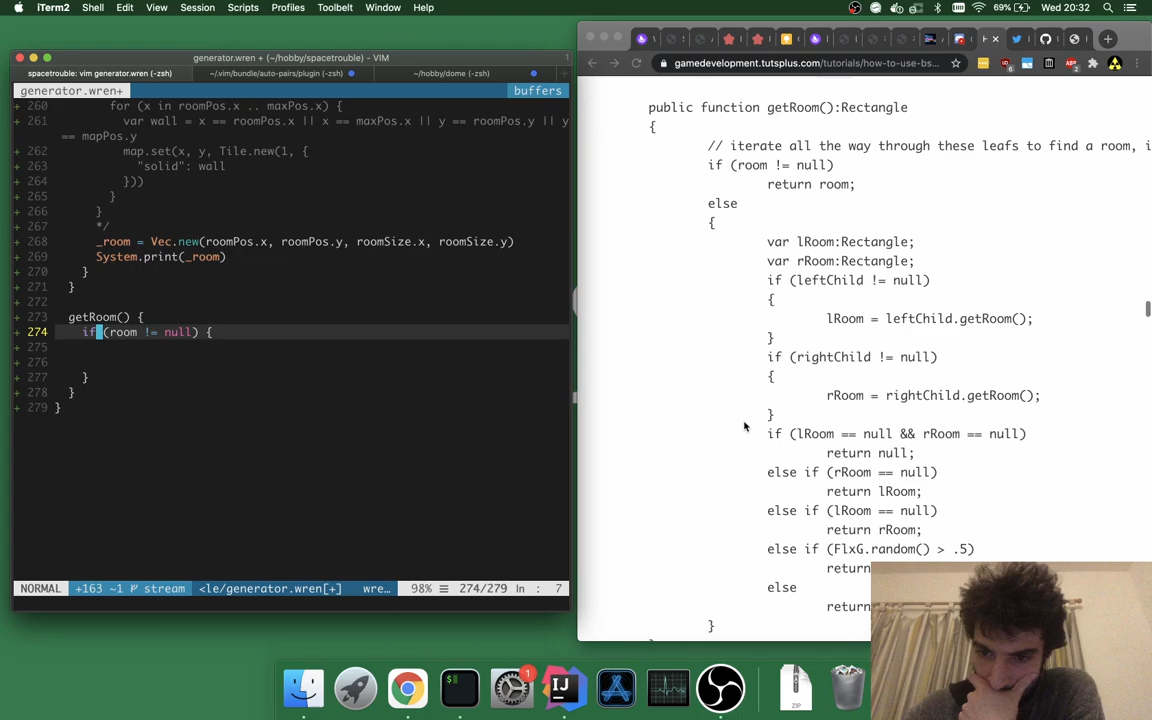 iTerm2 Shell Edit View Session Scripts Profiles Toolbelt Window Help
69% Wed 20:32
generator.wren + (~/hobby/spacetrouble) - VIM
spacetrouble: vim generator.wren (-zsh)
~/.vim/bundle/auto-pairs/plugin (-zsh)
~/hobby/dome (-zsh)
generator.wren+ buffers
+ 260 for (x in roomPos.x .. maxPos.x) {
+ 261 var wall = x == roomPos.x || x == maxPos.x || y == roomPos.y || y
== mapPos.y
+ 262 map.set(x, y, Tile.new(1, {
+ 263 "solid": wall
+ 264 }))
+ 265 }
+ 266 }
+ 267 */
+ 268 _room = Vec.new(roomPos.x, roomPos.y, roomSize.x, roomSize.y)
+ 269 System.print(_room)
+ 270 }
+ 271 }
+ 272
+ 273 getRoom() {
+ 274 if (room != null) {
+ 275
+ 276
+ 277 }
+ 278 }
+ 279 }
NORMAL +163 ~1 stream <le/generator.wren[+] wre… 98% 274/279 ln : 7
gamedevelopment.tutsplus.com/tutorials/how-to-use-bs...
public function getRoom():Rectangle
{
// iterate all the way through these leafs to find a room, i
if (room != null)
return room;
else
{
var lRoom:Rectangle;
var rRoom:Rectangle;
if (leftChild != null)
{
lRoom = leftChild.getRoom();
}
if (rightChild != null)
{
rRoom = rightChild.getRoom();
}
if (lRoom == null && rRoom == null)
return null;
else if (rRoom == null)
return lRoom;
else if (lRoom == null)
return rRoom;
else if (FlxG.random() > .5)
return
else
return
}
1
ZIP